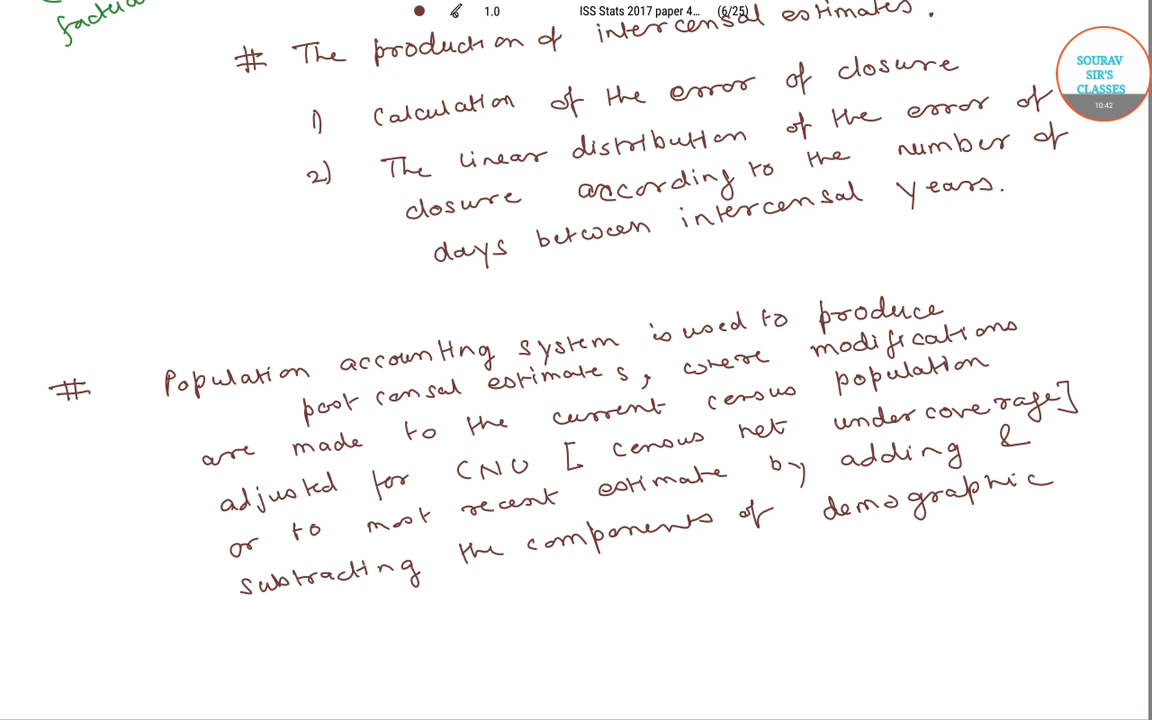 factu
1.0 ISS Stats 2017 paper 4... (6/25)
# The production of intercensal estimates.
SOURAV
SIR'S
CLASSES
10:42
1) Calculation of the error of closure
2) The linear distribution of the error of
closure according to the number of
days between intercensal years.
# Population accounting system is used to produce
post censal estimates, where modifications
are made to the current census population
adjusted for CNU [census net undercoverage]
or to most recent estimate by adding &
subtracting the components of demographic